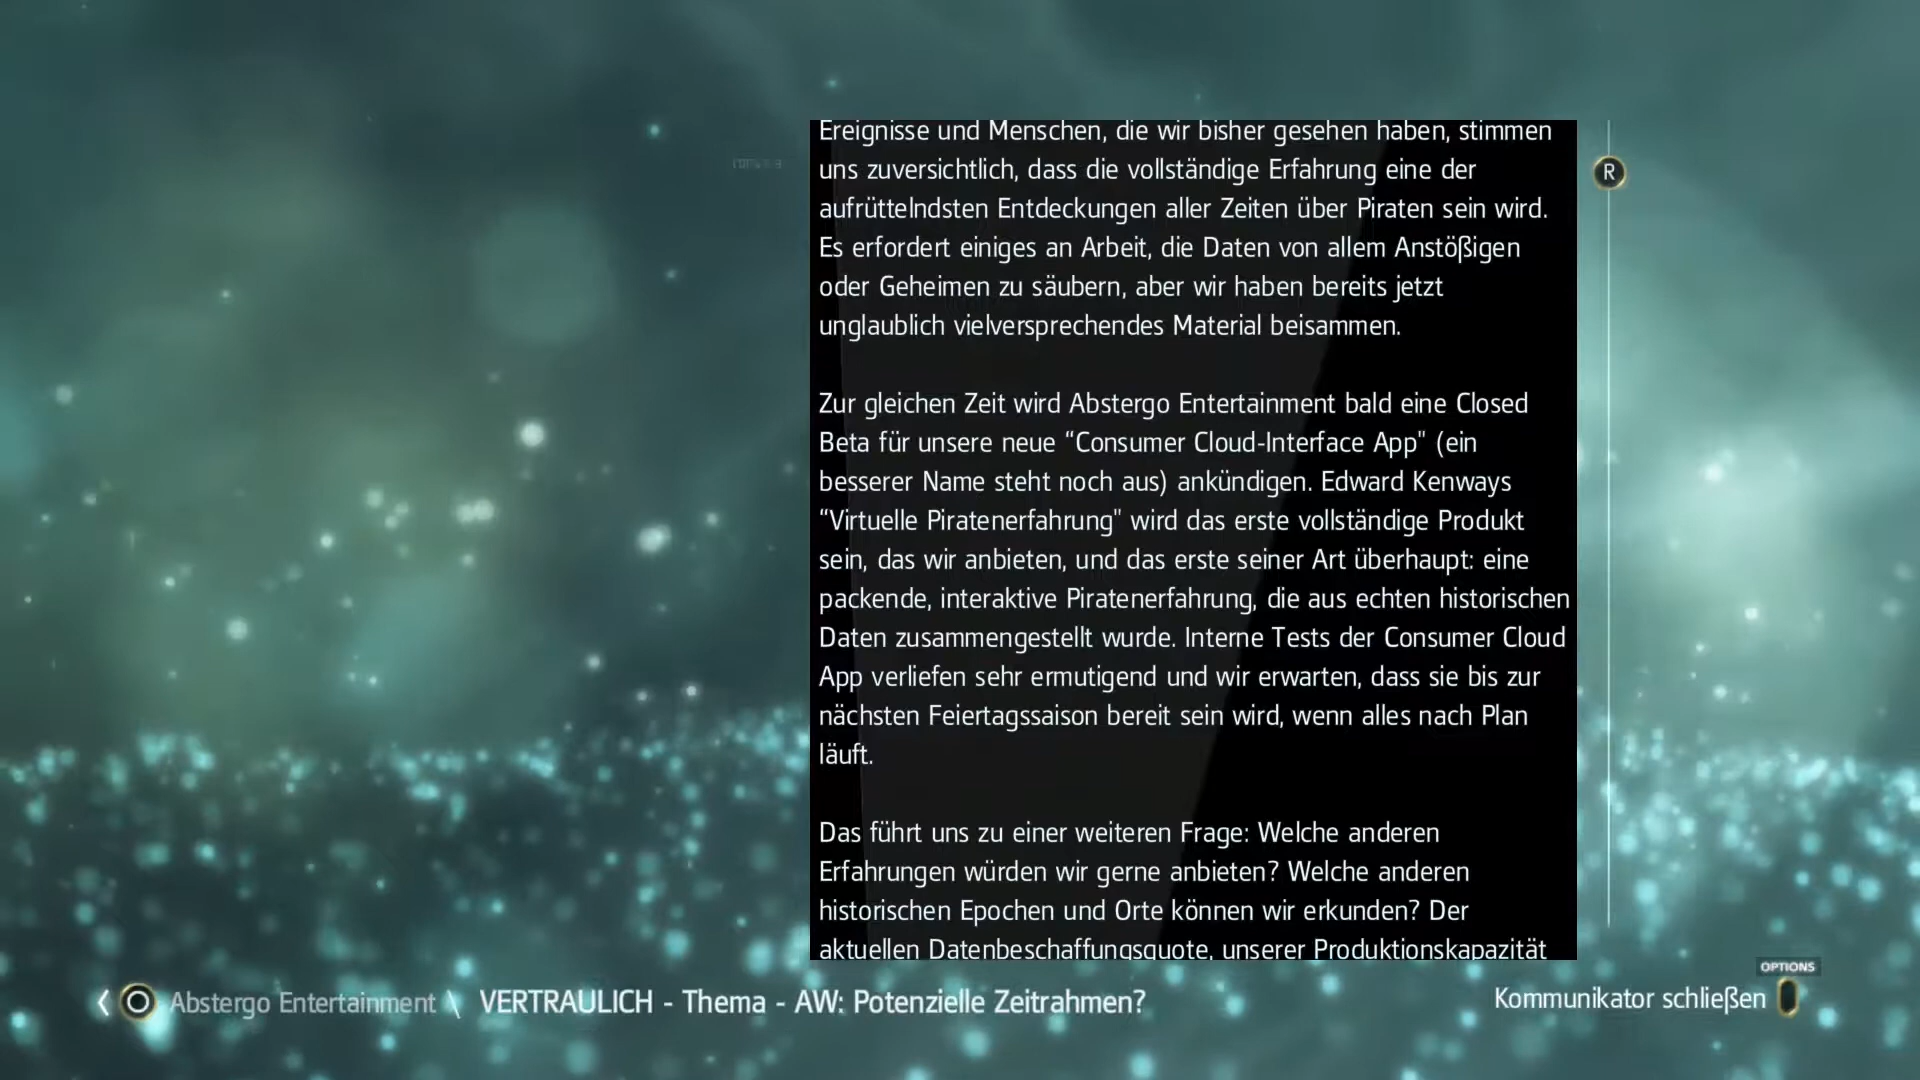 Ereignisse und Menschen, die wir bisher gesehen haben, stimmen
uns zuversichtlich, dass die vollständige Erfahrung eine der
aufrüttelndsten Entdeckungen aller Zeiten über Piraten sein wird.
Es erfordert einiges an Arbeit, die Daten von allem Anstößigen
oder Geheimen zu säubern, aber wir haben bereits jetzt
unglaublich vielversprechendes Material beisammen.
Zur gleichen Zeit wird Abstergo Entertainment bald eine Closed
Beta für unsere neue “Consumer Cloud-Interface App" (ein
besserer Name steht noch aus) ankündigen. Edward Kenways
“Virtuelle Piratenerfahrung" wird das erste vollständige Produkt
sein, das wir anbieten, und das erste seiner Art überhaupt: eine
packende, interaktive Piratenerfahrung, die aus echten historischen
Daten zusammengestellt wurde. Interne Tests der Consumer Cloud
App verliefen sehr ermutigend und wir erwarten, dass sie bis zur
nächsten Feiertagssaison bereit sein wird, wenn alles nach Plan
läuft.
Das führt uns zu einer weiteren Frage: Welche anderen
Erfahrungen würden wir gerne anbieten? Welche anderen
historischen Epochen und Orte können wir erkunden? Der
aktuellen Datenbeschaffungsquote, unserer Produktionskapazität
R
OPTIONS
Abstergo Entertainment \ VERTRAULICH - Thema - AW: Potenzielle Zeitrahmen?
Kommunikator schließen